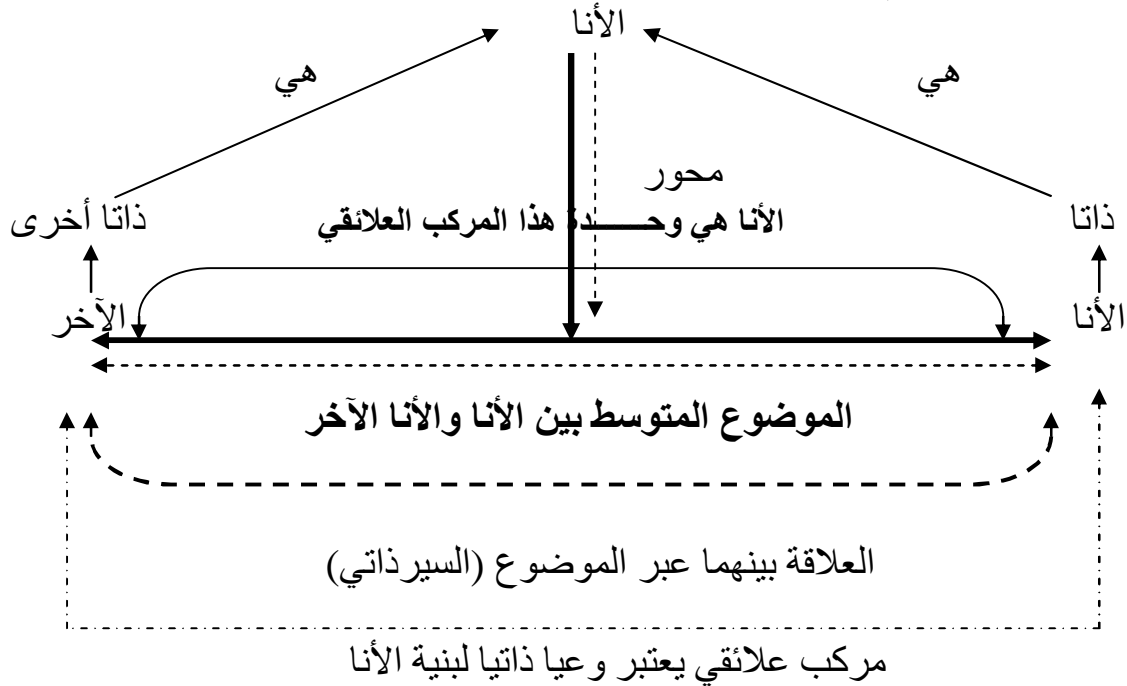 الأنا
هي
هي
محور
ذاتا
الأنا هي وحـــــدة هذا المركب العلائقي
ذاتا أخرى
الأنا
الآخر
الموضوع المتوسط بين الأنا والأنا الآخر
العلاقة بينهما عبر الموضوع (السيرذاتي)
مركب علائقي يعتبر وعيا ذاتيا لبنية الأنا